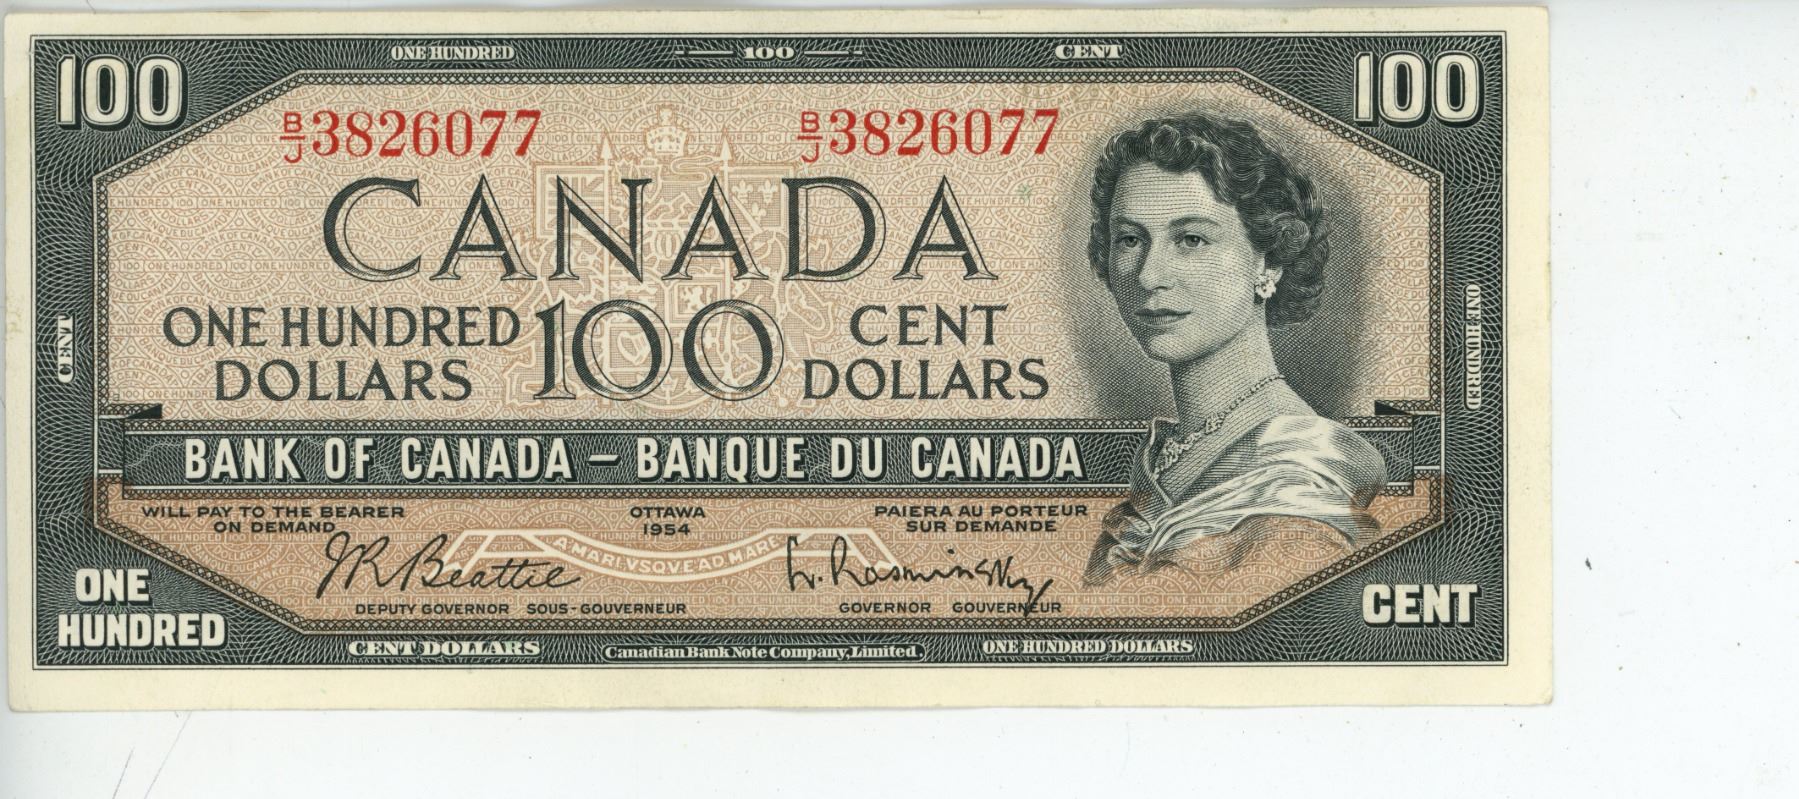 ONE HUNDRED — 100 — CENT
100 100
B/J 3826077 B/J 3826077
CANADA
ONE HUNDRED 100 CENT
DOLLARS DOLLARS
CENT
ONE HUNDRED
BANK OF CANADA – BANQUE DU CANADA
WILL PAY TO THE BEARER OTTAWA PAIERA AU PORTEUR
ON DEMAND 1954 SUR DEMANDE
A MARI VSQVE AD MARE
J.R. Beattie L. Rasminsky
DEPUTY GOVERNOR SOUS-GOUVERNEUR GOVERNOR GOUVERNEUR
ONE
HUNDRED CENT
CENT DOLLARS Canadian Bank Note Company, Limited. ONE HUNDRED DOLLARS